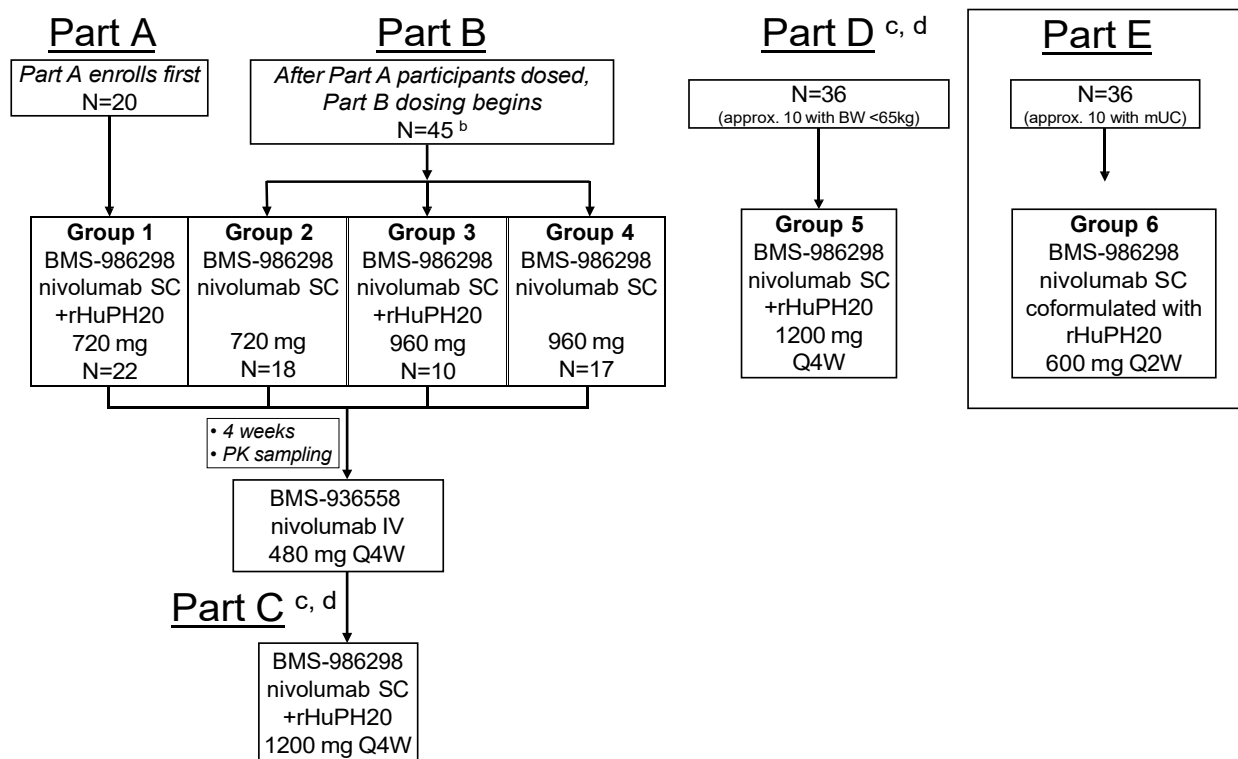 Part A
Part A enrolls first
N=20
Part B
After Part A participants dosed,
Part B dosing begins
N=45 b
Part D c, d
N=36
(approx. 10 with BW <65kg)
Part E
N=36
(approx. 10 with mUC)
Group 1
BMS-986298
nivolumab SC
+rHuPH20
720 mg
N=22
Group 2
BMS-986298
nivolumab SC
720 mg
N=18
Group 3
BMS-986298
nivolumab SC
+rHuPH20
960 mg
N=10
Group 4
BMS-986298
nivolumab SC
960 mg
N=17
Group 5
BMS-986298
nivolumab SC
+rHuPH20
1200 mg
Q4W
Group 6
BMS-986298
nivolumab SC
coformulated with
rHuPH20
600 mg Q2W
• 4 weeks
• PK sampling
BMS-936558
nivolumab IV
480 mg Q4W
Part C c, d
BMS-986298
nivolumab SC
+rHuPH20
1200 mg Q4W